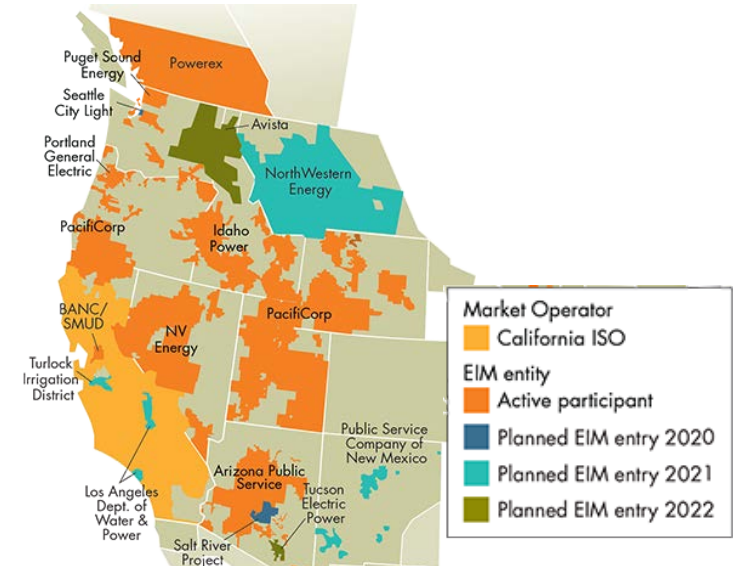 Puget Sound
Energy
Powerex
Seattle
City Light
Avista
Portland
General
Electric
NorthWestern
Energy
PacifiCorp
Idaho
Power
BANC/
SMUD
NV
Energy
PacifiCorp
Turlock
Irrigation
District
Public Service
Company of
New Mexico
Arizona Public
Service
Los Angeles
Dept. of
Water &
Power
Tucson
Electric
Power
Salt River
Project
Market Operator
California ISO
EIM entity
Active participant
Planned EIM entry 2020
Planned EIM entry 2021
Planned EIM entry 2022